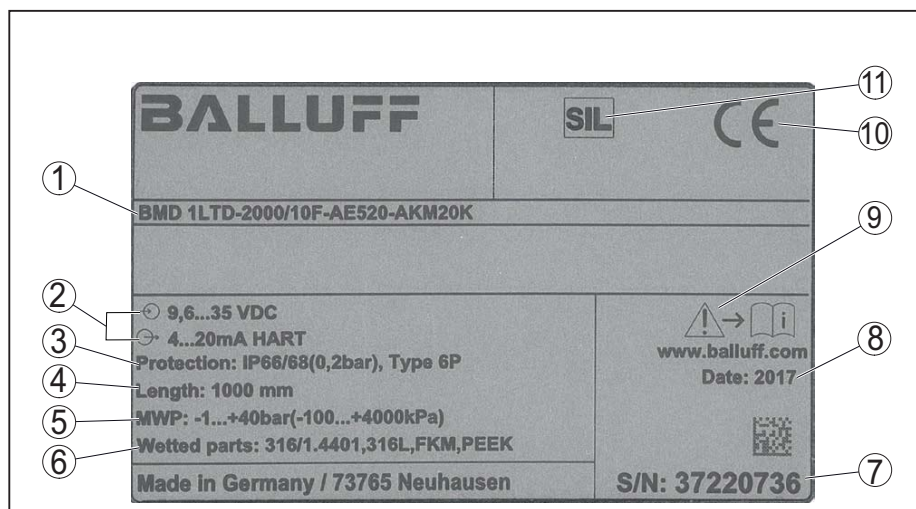 BALLUFF
SIL
CE
⑪
⑩
①
BMD 1LTD-2000/10F-AE520-AKM20K
⑨
②
9,6...35 VDC
4...20mA HART
i
www.balluff.com
③
Protection: IP66/68(0,2bar), Type 6P
⑧
Date: 2017
④
Length: 1000 mm
⑤
MWP: -1...+40bar(-100...+4000kPa)
⑥
Wetted parts: 316/1.4401,316L,FKM,PEEK
⑦
Made in Germany / 73765 Neuhausen
S/N: 37220736